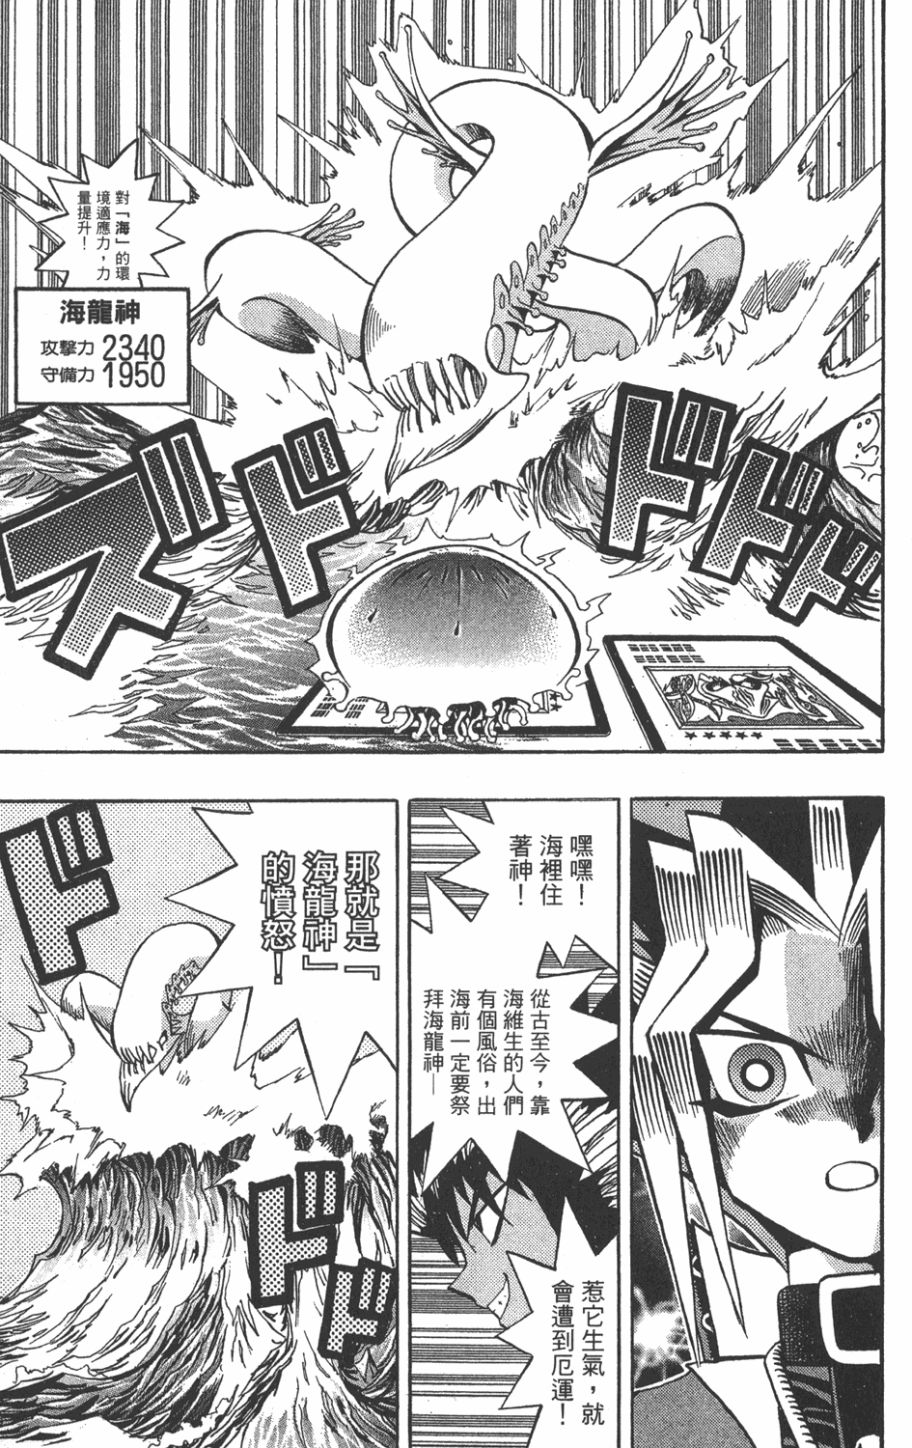 對「海」的環
境適應力，力
量提升！
海龍神
攻擊力 2340
守備力 1950
ズドドドド
嘿嘿！
海裡住
著神！
從古至今，靠
海維生的人們
有個風俗，出
海前一定要祭
拜海龍神—
惹它生氣，就
會遭到厄運！
那就是「
海龍神」
的憤怒！
ドドド